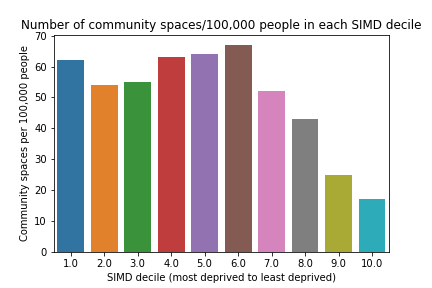 Number of community spaces/100,000 people in each SIMD decile
Community spaces per 100,000 people
70
60
50
40
30
20
10
0
1.0 2.0 3.0 4.0 5.0 6.0 7.0 8.0 9.0 10.0
SIMD decile (most deprived to least deprived)